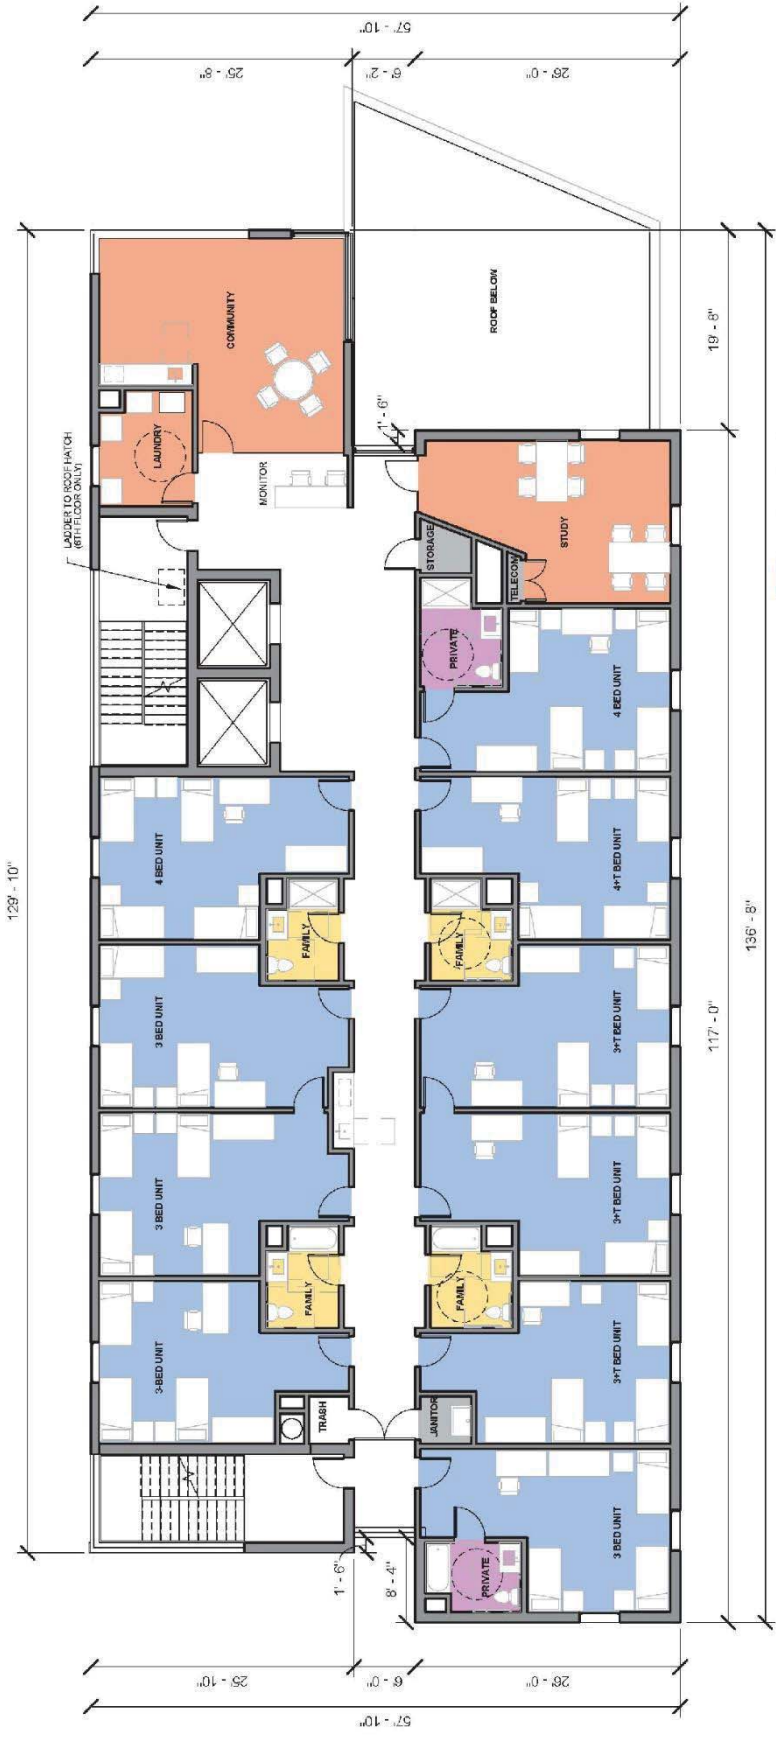 57' - 10"
25' - 8"
6' - 2"
26' - 0"
COMMUNITY
ROOF BELOW
19' - 8"
1' - 6"
LAUNDRY
LADDER TO ROOF HATCH
(6TH FLOOR ONLY)
MONITOR
STORAGE
TELECOM
STUDY
PRIVATE
4 BED UNIT
129' - 10"
4 BED UNIT
4+T BED UNIT
FAMILY
FAMILY
136' - 8"
3 BED UNIT
3+T BED UNIT
117' - 0"
3 BED UNIT
3+T BED UNIT
FAMILY
FAMILY
3-BED UNIT
3+T BED UNIT
TRASH
JANITOR
3 BED UNIT
PRIVATE
1' - 6"
8' - 4"
25' - 10"
6' - 0"
26' - 0"
57' - 10"